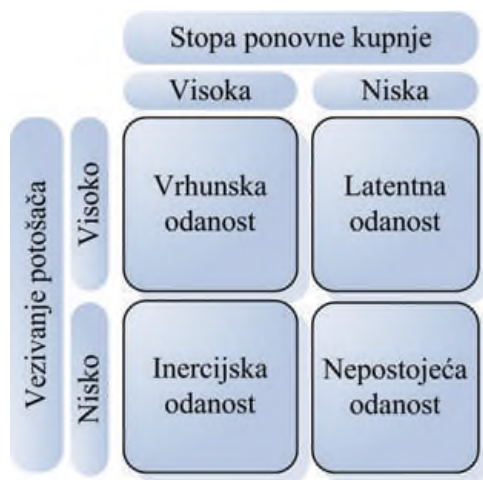 Stopa ponovne kupnje
Visoka
Niska
Vezivanje potošača
Visoko
Vrhunska
odanost
Latentna
odanost
Nisko
Inercijska
odanost
Nepostojeća
odanost